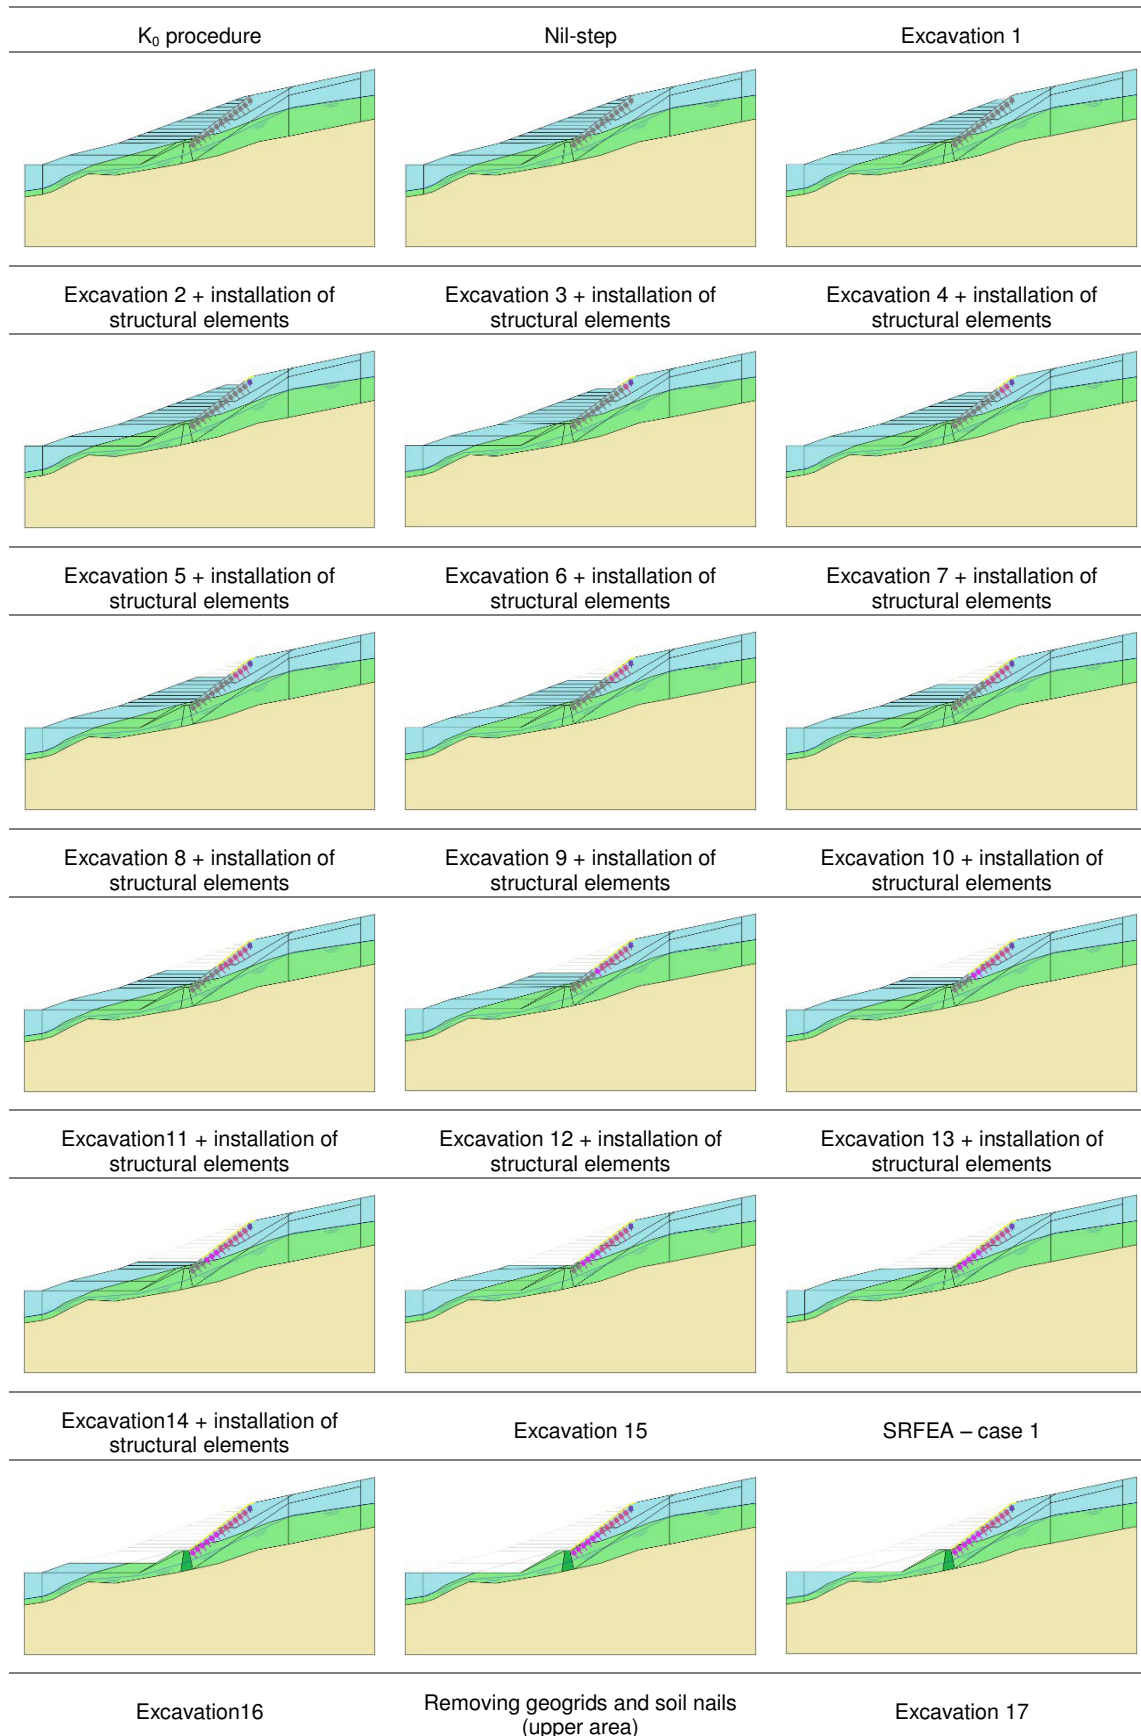 K₀ procedure
Nil-step
Excavation 1
Excavation 2 + installation of
structural elements
Excavation 3 + installation of
structural elements
Excavation 4 + installation of
structural elements
Excavation 5 + installation of
structural elements
Excavation 6 + installation of
structural elements
Excavation 7 + installation of
structural elements
Excavation 8 + installation of
structural elements
Excavation 9 + installation of
structural elements
Excavation 10 + installation of
structural elements
Excavation11 + installation of
structural elements
Excavation 12 + installation of
structural elements
Excavation 13 + installation of
structural elements
Excavation14 + installation of
structural elements
Excavation 15
SRFEA – case 1
Excavation16
Removing geogrids and soil nails
(upper area)
Excavation 17